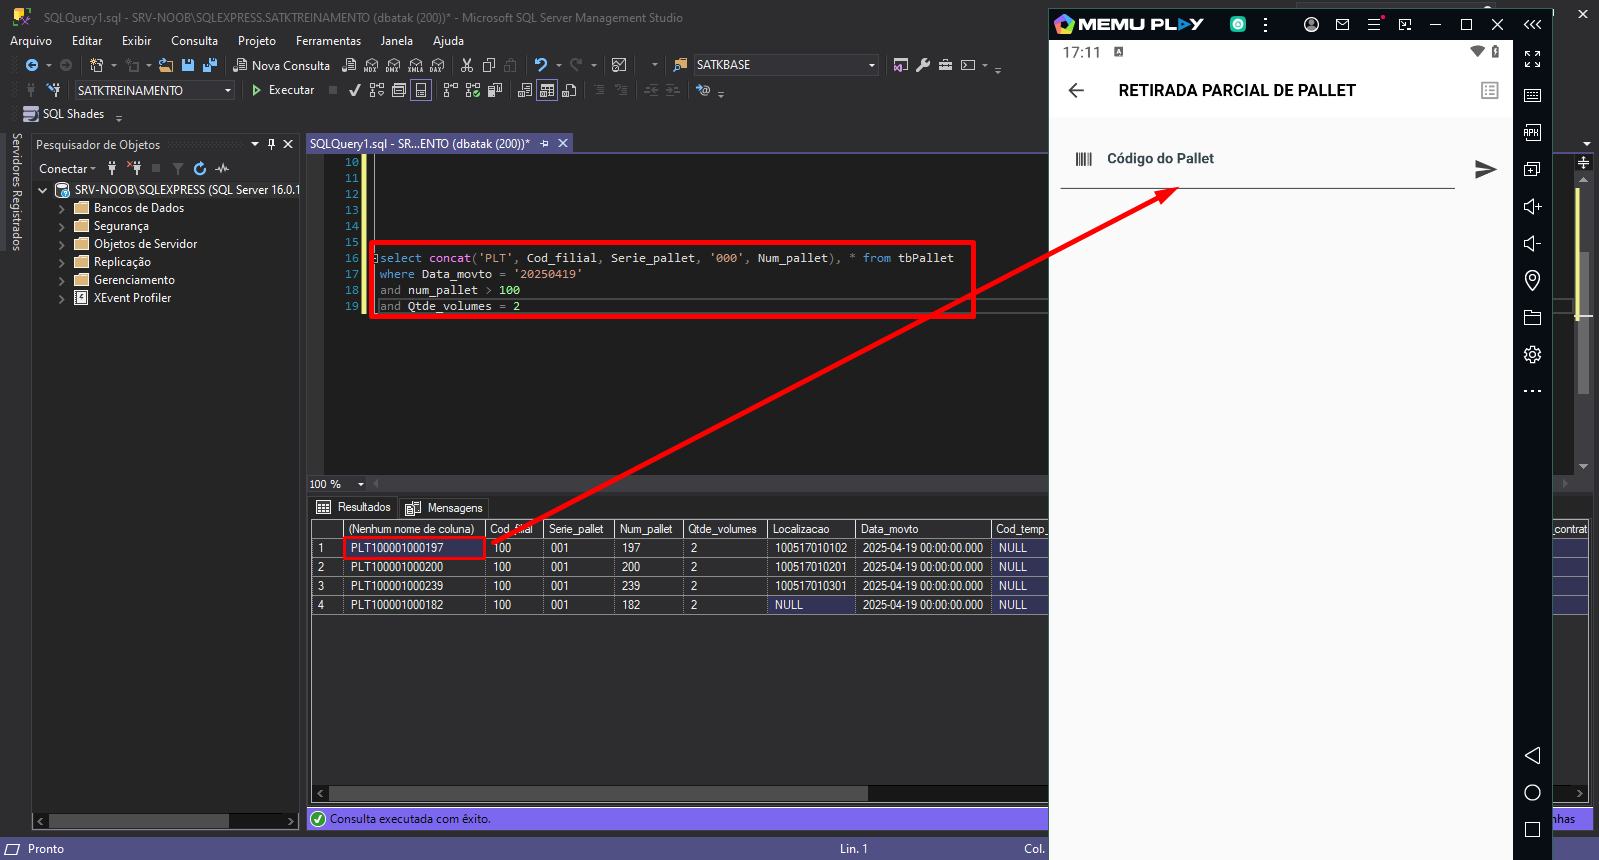 SQLQuery1.sql - SRV-NOOB\SQLEXPRESS.SATKTREINAMENTO (dbatak (200))* - Microsoft SQL Server Management Studio
Arquivo Editar Exibir Consulta Projeto Ferramentas Janela Ajuda
Nova Consulta MDX DMX XMLA DAX SATKBASE
SATKTREINAMENTO Executar
SQL Shades
Servidores Registrados
Pesquisador de Objetos
Conectar
SRV-NOOB\SQLEXPRESS (SQL Server 16.0.1
Bancos de Dados
Segurança
Objetos de Servidor
Replicação
Gerenciamento
XEvent Profiler
SQLQuery1.sql - SR...ENTO (dbatak (200))*
10
11
12
13
14
15
16 select concat('PLT', Cod_filial, Serie_pallet, '000', Num_pallet), * from tbPallet
17 where Data_movto = '20250419'
18 and num_pallet > 100
19 and Qtde_volumes = 2
100 %
Resultados Mensagens
(Nenhum nome de coluna) Cod_filial Serie_pallet Num_pallet Qtde_volumes Localizacao Data_movto Cod_temp_ _contrat
1 PLT100001000197 100 001 197 2 100517010102 2025-04-19 00:00:00.000 NULL
2 PLT100001000200 100 001 200 2 100517010201 2025-04-19 00:00:00.000 NULL
3 PLT100001000239 100 001 239 2 100517010301 2025-04-19 00:00:00.000 NULL
4 PLT100001000182 100 001 182 2 NULL 2025-04-19 00:00:00.000 NULL
Consulta executada com êxito. nhas
Pronto Lin. 1 Col.
MEMU PLAY
17:11 A
RETIRADA PARCIAL DE PALLET
Código do Pallet
APK